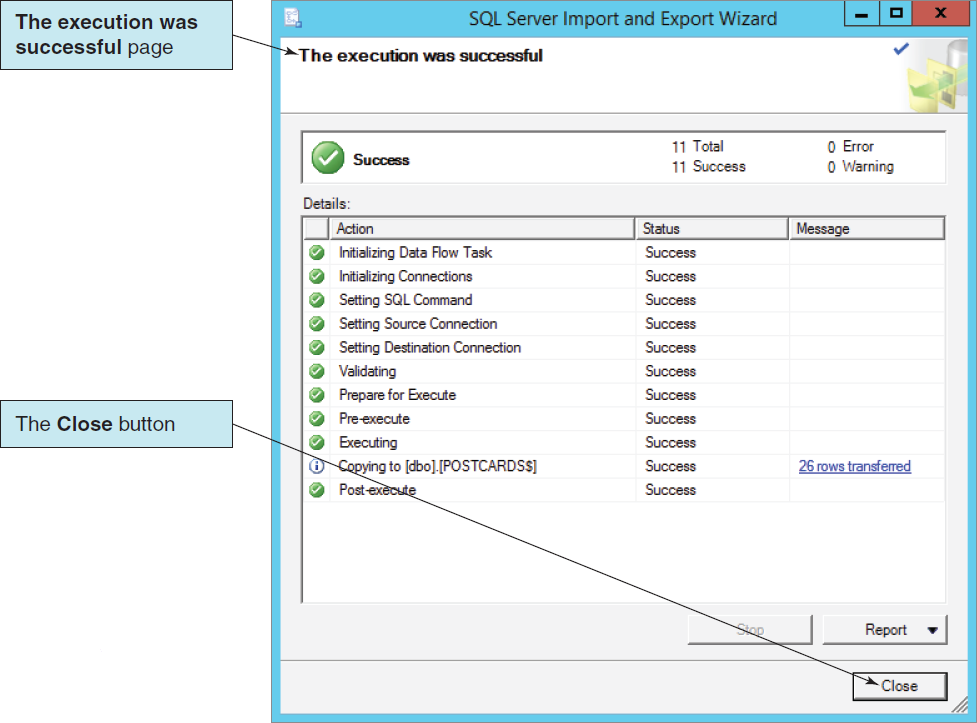 The execution was
successful page
SQL Server Import and Export Wizard
The execution was successful
Success
11 Total
0 Error
11 Success
0 Warning
Details:
Action Status Message
Initializing Data Flow Task Success
Initializing Connections Success
Setting SQL Command Success
Setting Source Connection Success
Setting Destination Connection Success
Validating Success
Prepare for Execute Success
Pre-execute Success
Executing Success
Copying to [dbo].[POSTCARDS$] Success 26 rows transferred
Post-execute Success
The Close button
Stop
Report
Close